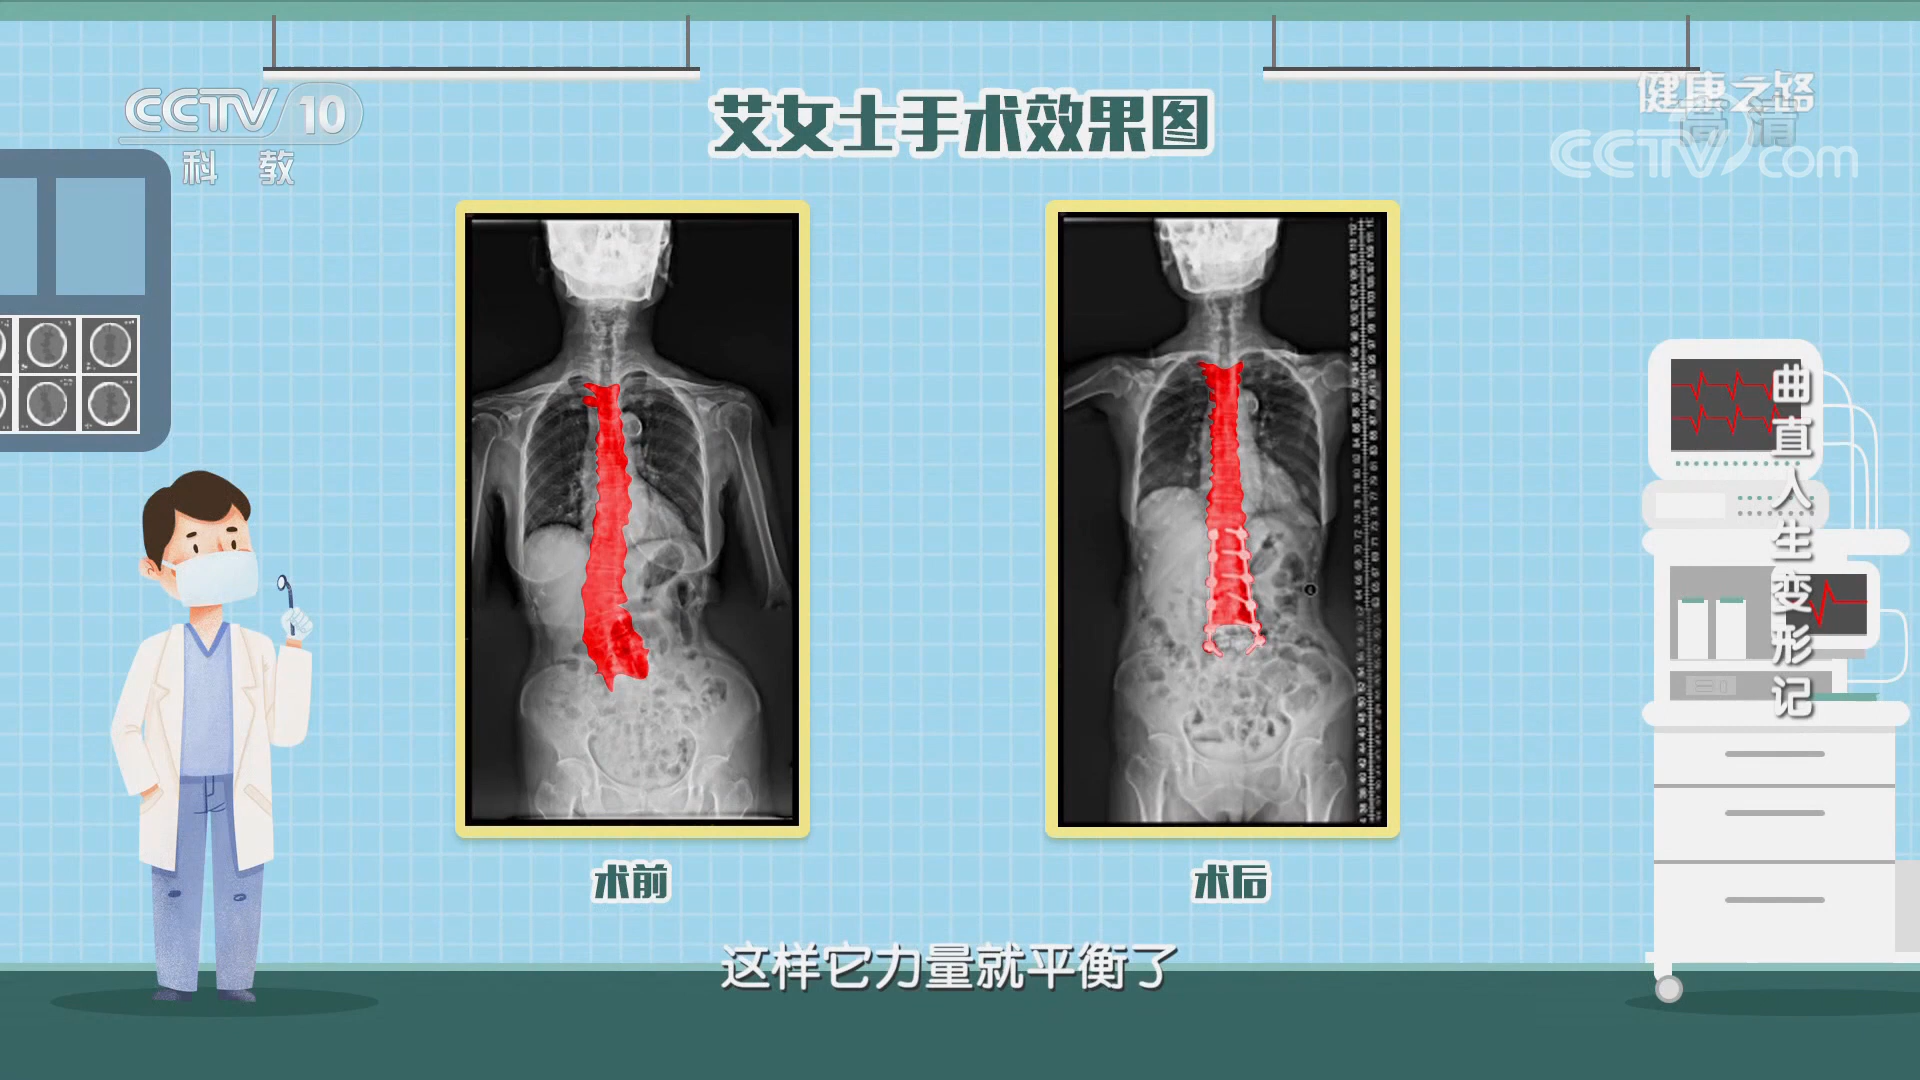 CCTV 10
科教
艾女士手术效果图
健康之路
高清
CCTV.com
曲直人生变形记
术前
术后
这样它力量就平衡了